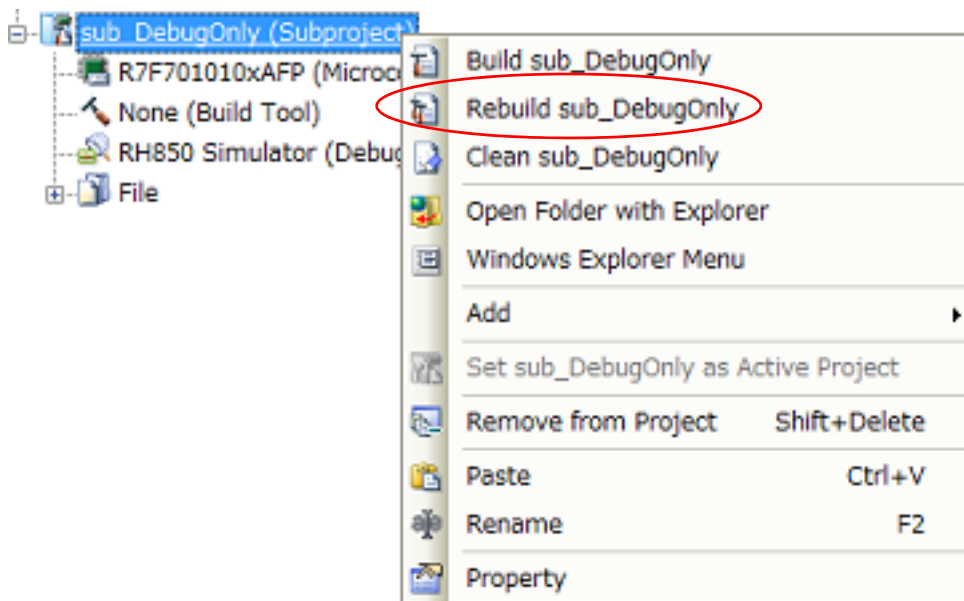 sub_DebugOnly (Subproject)
R7F701010xAFP (Microc
None (Build Tool)
RH850 Simulator (Debug
File
Build sub_DebugOnly
Rebuild sub_DebugOnly
Clean sub_DebugOnly
Open Folder with Explorer
Windows Explorer Menu
Add
Set sub_DebugOnly as Active Project
Remove from Project Shift+Delete
Paste Ctrl+V
Rename F2
Property